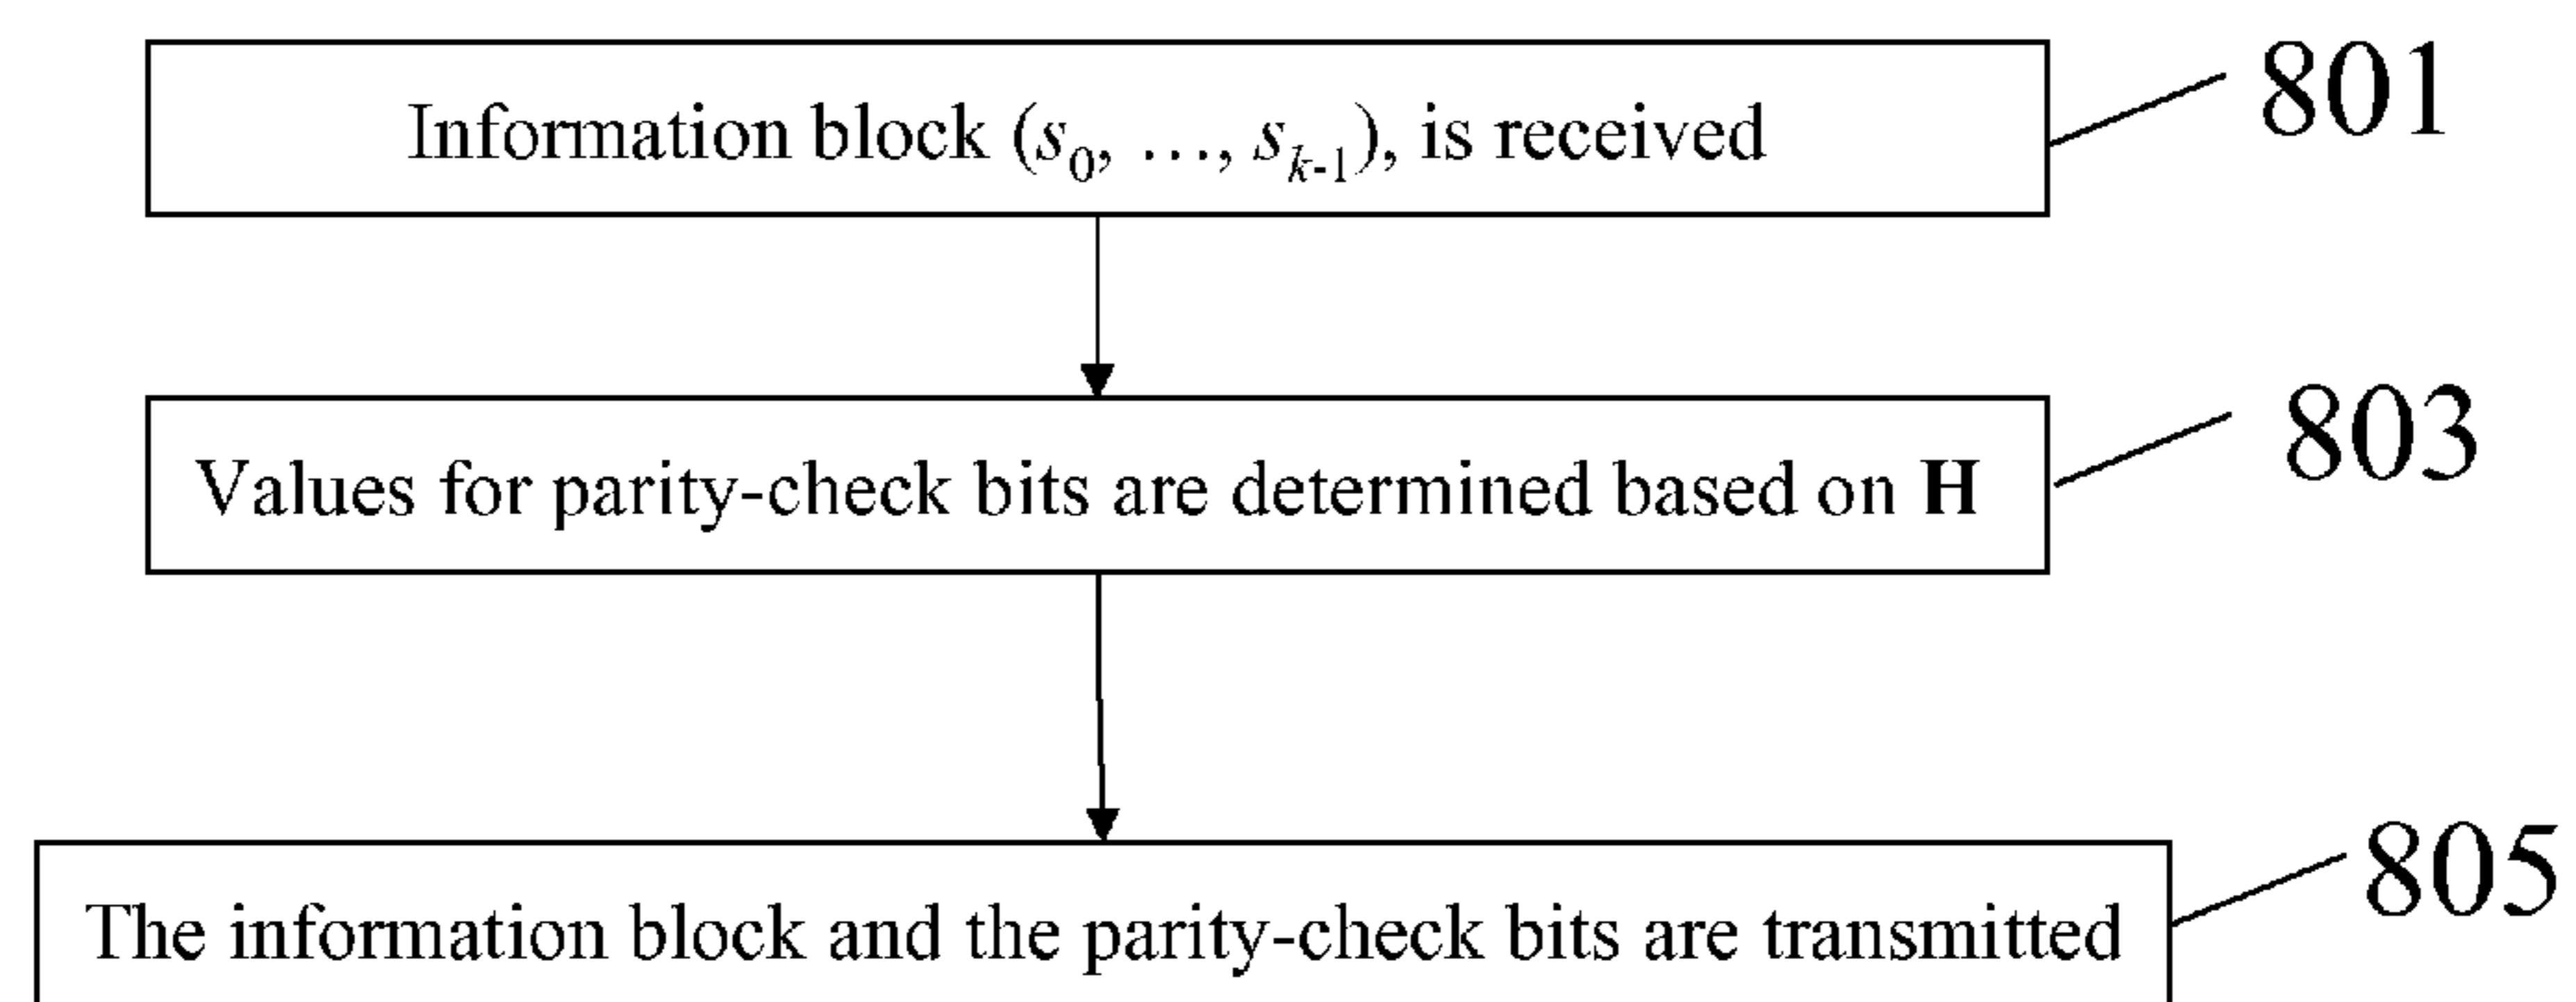 Information block (s₀, …, sₖ₋₁), is received
801
Values for parity-check bits are determined based on H
803
The information block and the parity-check bits are transmitted
805